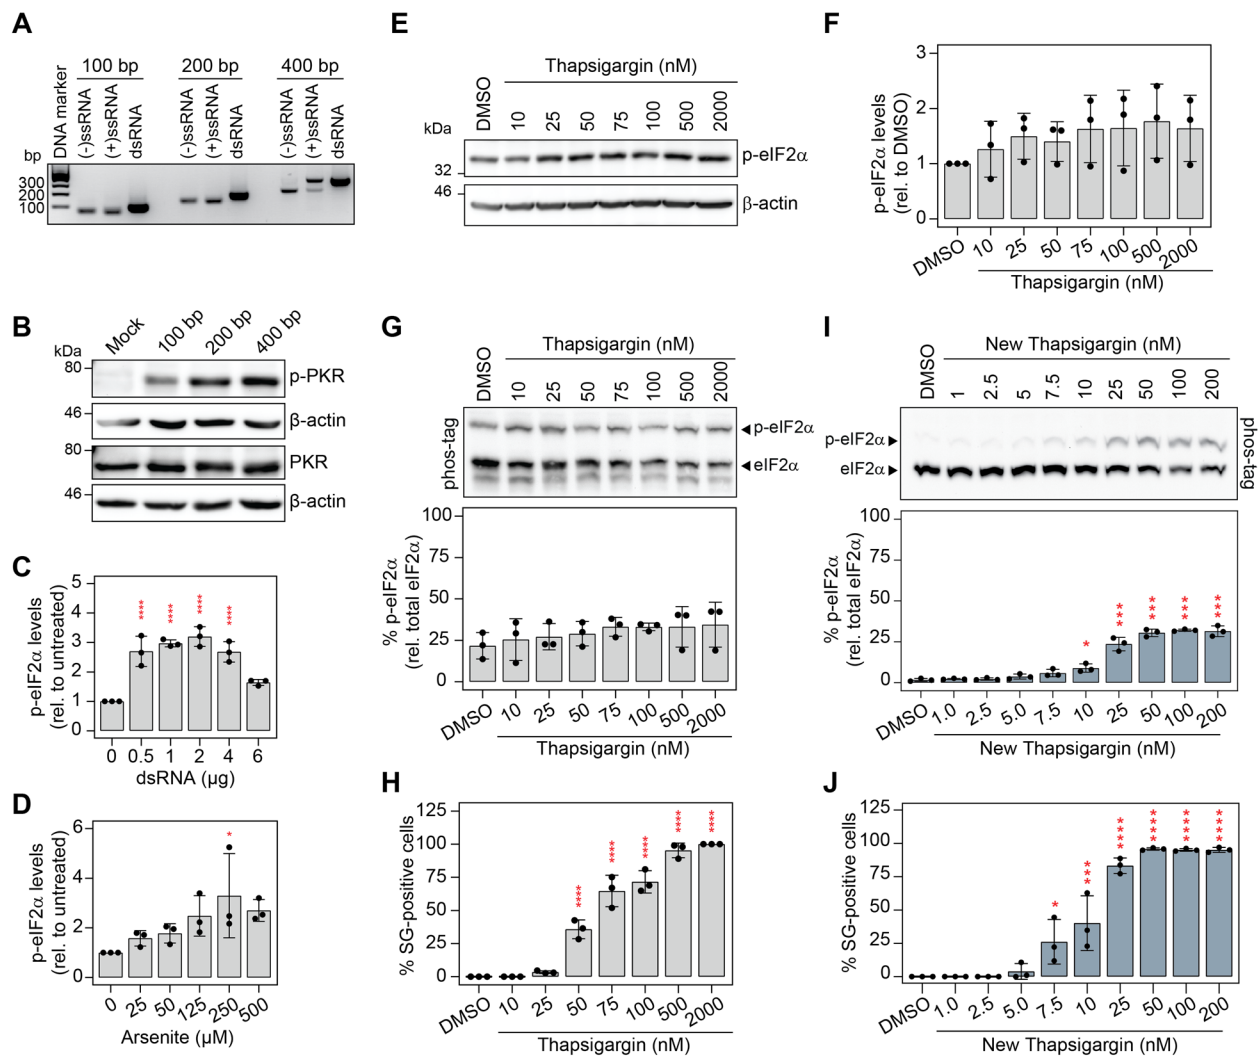 A
DNA marker
100 bp
200 bp
400 bp
(-)ssRNA
(+)ssRNA
dsRNA
(-)ssRNA
(+)ssRNA
dsRNA
(-)ssRNA
(+)ssRNA
dsRNA
bp
300
200
100
B
Mock
100 bp
200 bp
400 bp
kDa
80
p-PKR
46
β-actin
80
PKR
46
β-actin
C
p-eIF2α levels
(rel. to untreated)
5
4
3
2
1
0
****
****
****
****
0 0.5 1 2 4 6
dsRNA (µg)
D
p-eIF2α levels
(rel. to untreated)
6
4
2
0
*
0 25 50 125 250 500
Arsenite (µM)
E
Thapsigargin (nM)
DMSO 10 25 50 75 100 500 2000
kDa
32
p-eIF2α
46
β-actin
F
p-eIF2α levels
(rel. to DMSO)
3
2
1
0
DMSO 10 25 50 75 100 500 2000
Thapsigargin (nM)
G
Thapsigargin (nM)
DMSO 10 25 50 75 100 500 2000
phos-tag
p-eIF2α
eIF2α
% p-eIF2α
(rel. total eIF2α)
100
75
50
25
0
DMSO 10 25 50 75 100 500 2000
Thapsigargin (nM)
H
% SG-positive cells
125
100
75
50
25
0
****
****
****
****
****
DMSO 10 25 50 75 100 500 2000
Thapsigargin (nM)
I
New Thapsigargin (nM)
DMSO 1 2.5 5 7.5 10 25 50 100 200
p-eIF2α
eIF2α
phos-tag
% p-eIF2α
(rel. total eIF2α)
100
75
50
25
0
*
***
***
***
***
DMSO 1.0 2.5 5.0 7.5 10 25 50 100 200
New Thapsigargin (nM)
J
% SG-positive cells
125
100
75
50
25
0
*
***
****
****
****
****
DMSO 1.0 2.5 5.0 7.5 10 25 50 100 200
New Thapsigargin (nM)